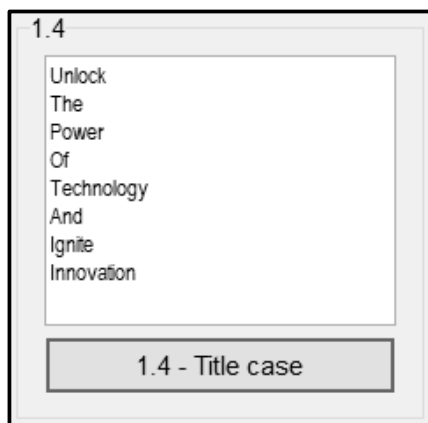 1.4
Unlock
The
Power
Of
Technology
And
Ignite
Innovation
1.4 - Title case